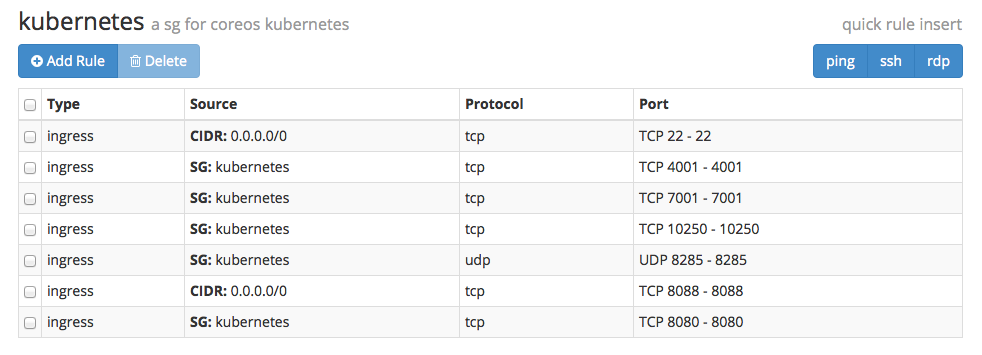 kubernetes a sg for coreos kubernetes quick rule insert
Add Rule Delete ping ssh rdp
Type Source Protocol Port
ingress CIDR: 0.0.0.0/0 tcp TCP 22 - 22
ingress SG: kubernetes tcp TCP 4001 - 4001
ingress SG: kubernetes tcp TCP 7001 - 7001
ingress SG: kubernetes tcp TCP 10250 - 10250
ingress SG: kubernetes udp UDP 8285 - 8285
ingress CIDR: 0.0.0.0/0 tcp TCP 8088 - 8088
ingress SG: kubernetes tcp TCP 8080 - 8080